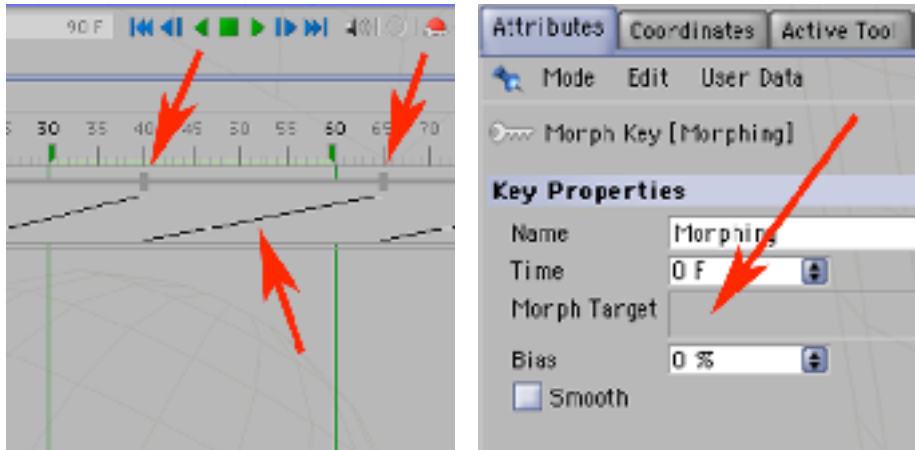 90 F
30 35 40 45 50 55 60 65 70
Attributes Coordinates Active Tool
Mode Edit User Data
Morph Key [Morphing]
Key Properties
Name Morphing
Time 0 F
Morph Target
Bias 0 %
Smooth